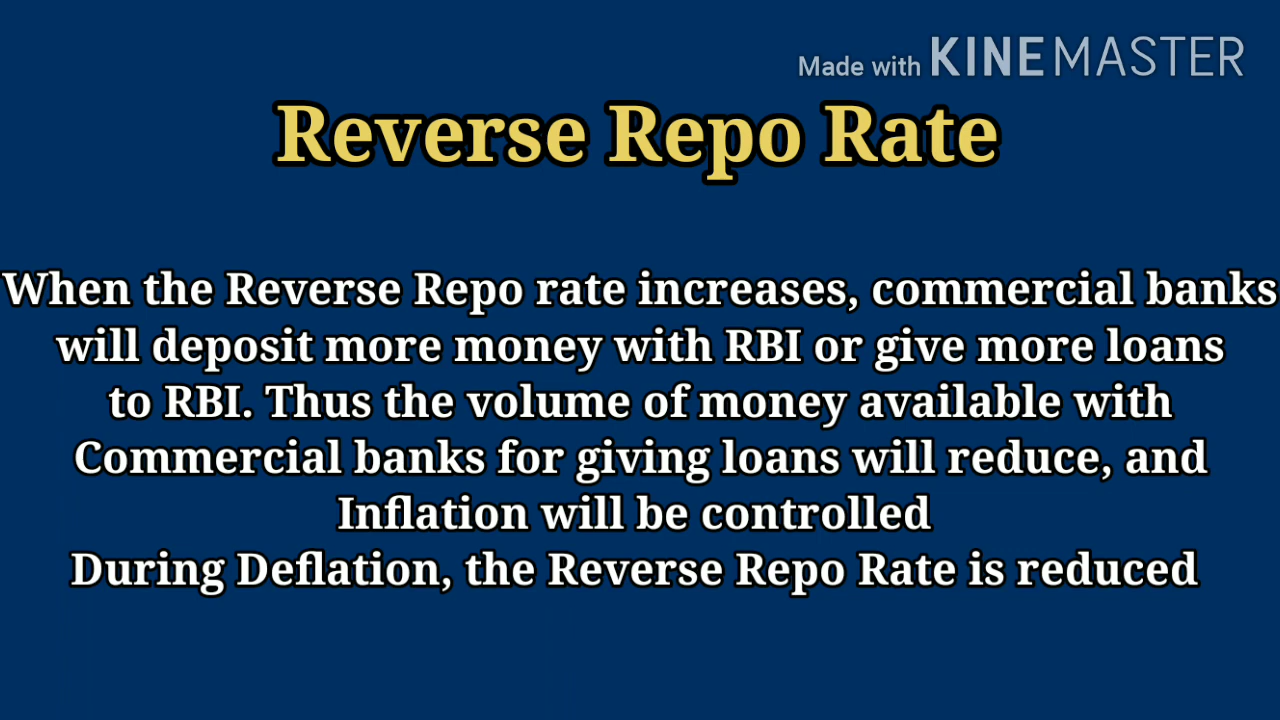 Made with KINEMASTER
Reverse Repo Rate
When the Reverse Repo rate increases, commercial banks
will deposit more money with RBI or give more loans
to RBI. Thus the volume of money available with
Commercial banks for giving loans will reduce, and
Inflation will be controlled
During Deflation, the Reverse Repo Rate is reduced